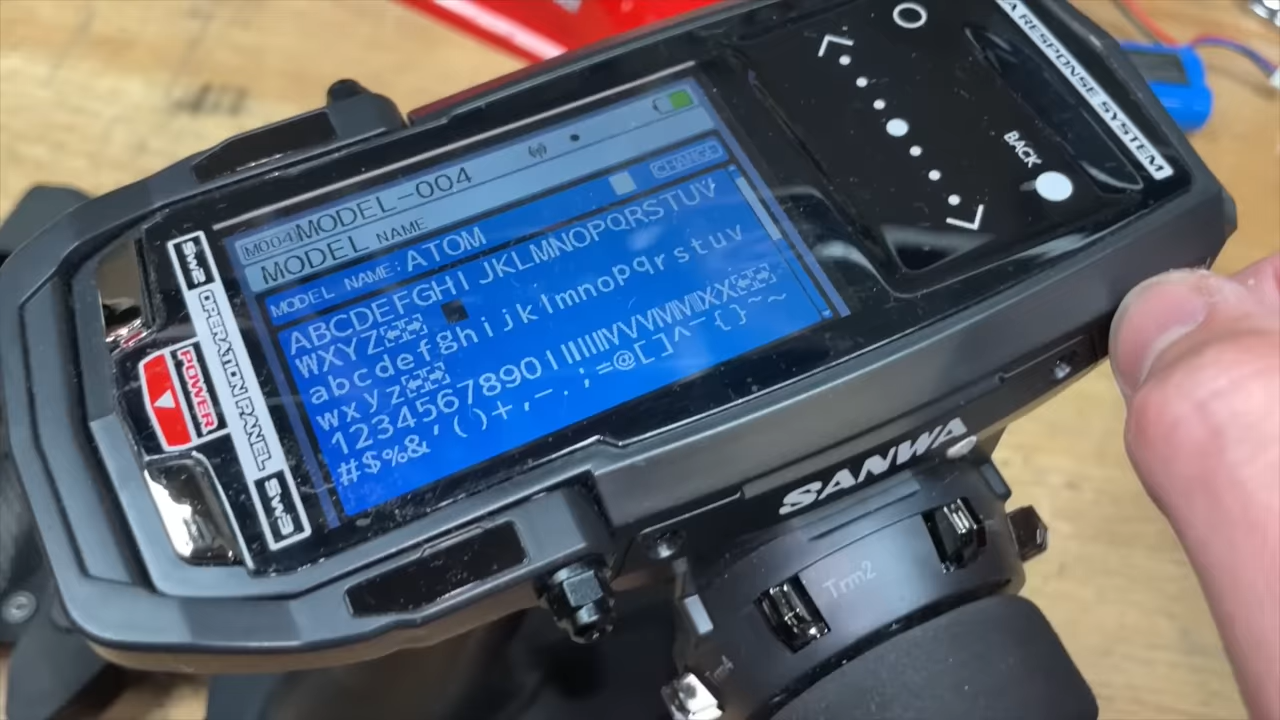 A RESPONSE SYSTEM
BACK
M004 MODEL-004
MODEL NAME
CHANGE
MODEL NAME: ATOM
ABCDEFGHIJKLMNOPQRSTUV
WXYZ
abcdefghijklmnopqrstuv
wxyz
1234567890
#$%&'()+,-.;=@[]^¯{}~~
SW2 OPERATION PANEL SW3
POWER
SANWA
Trm2